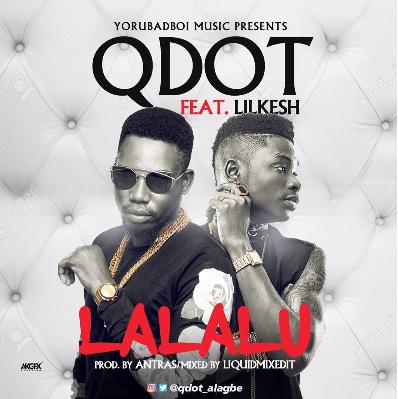 YORUBADBOI MUSIC PRESENTS
QDOT
FEAT. LILKESH
LALALU
PROD. BY ANTRAS/MIXED BY LIQUIDMIXEDIT
@qdot_alagbe